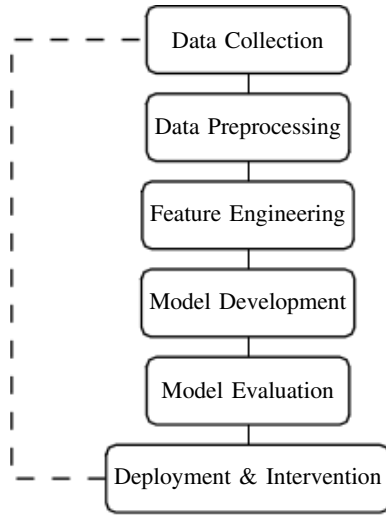 Data Collection
Data Preprocessing
Feature Engineering
Model Development
Model Evaluation
Deployment & Intervention